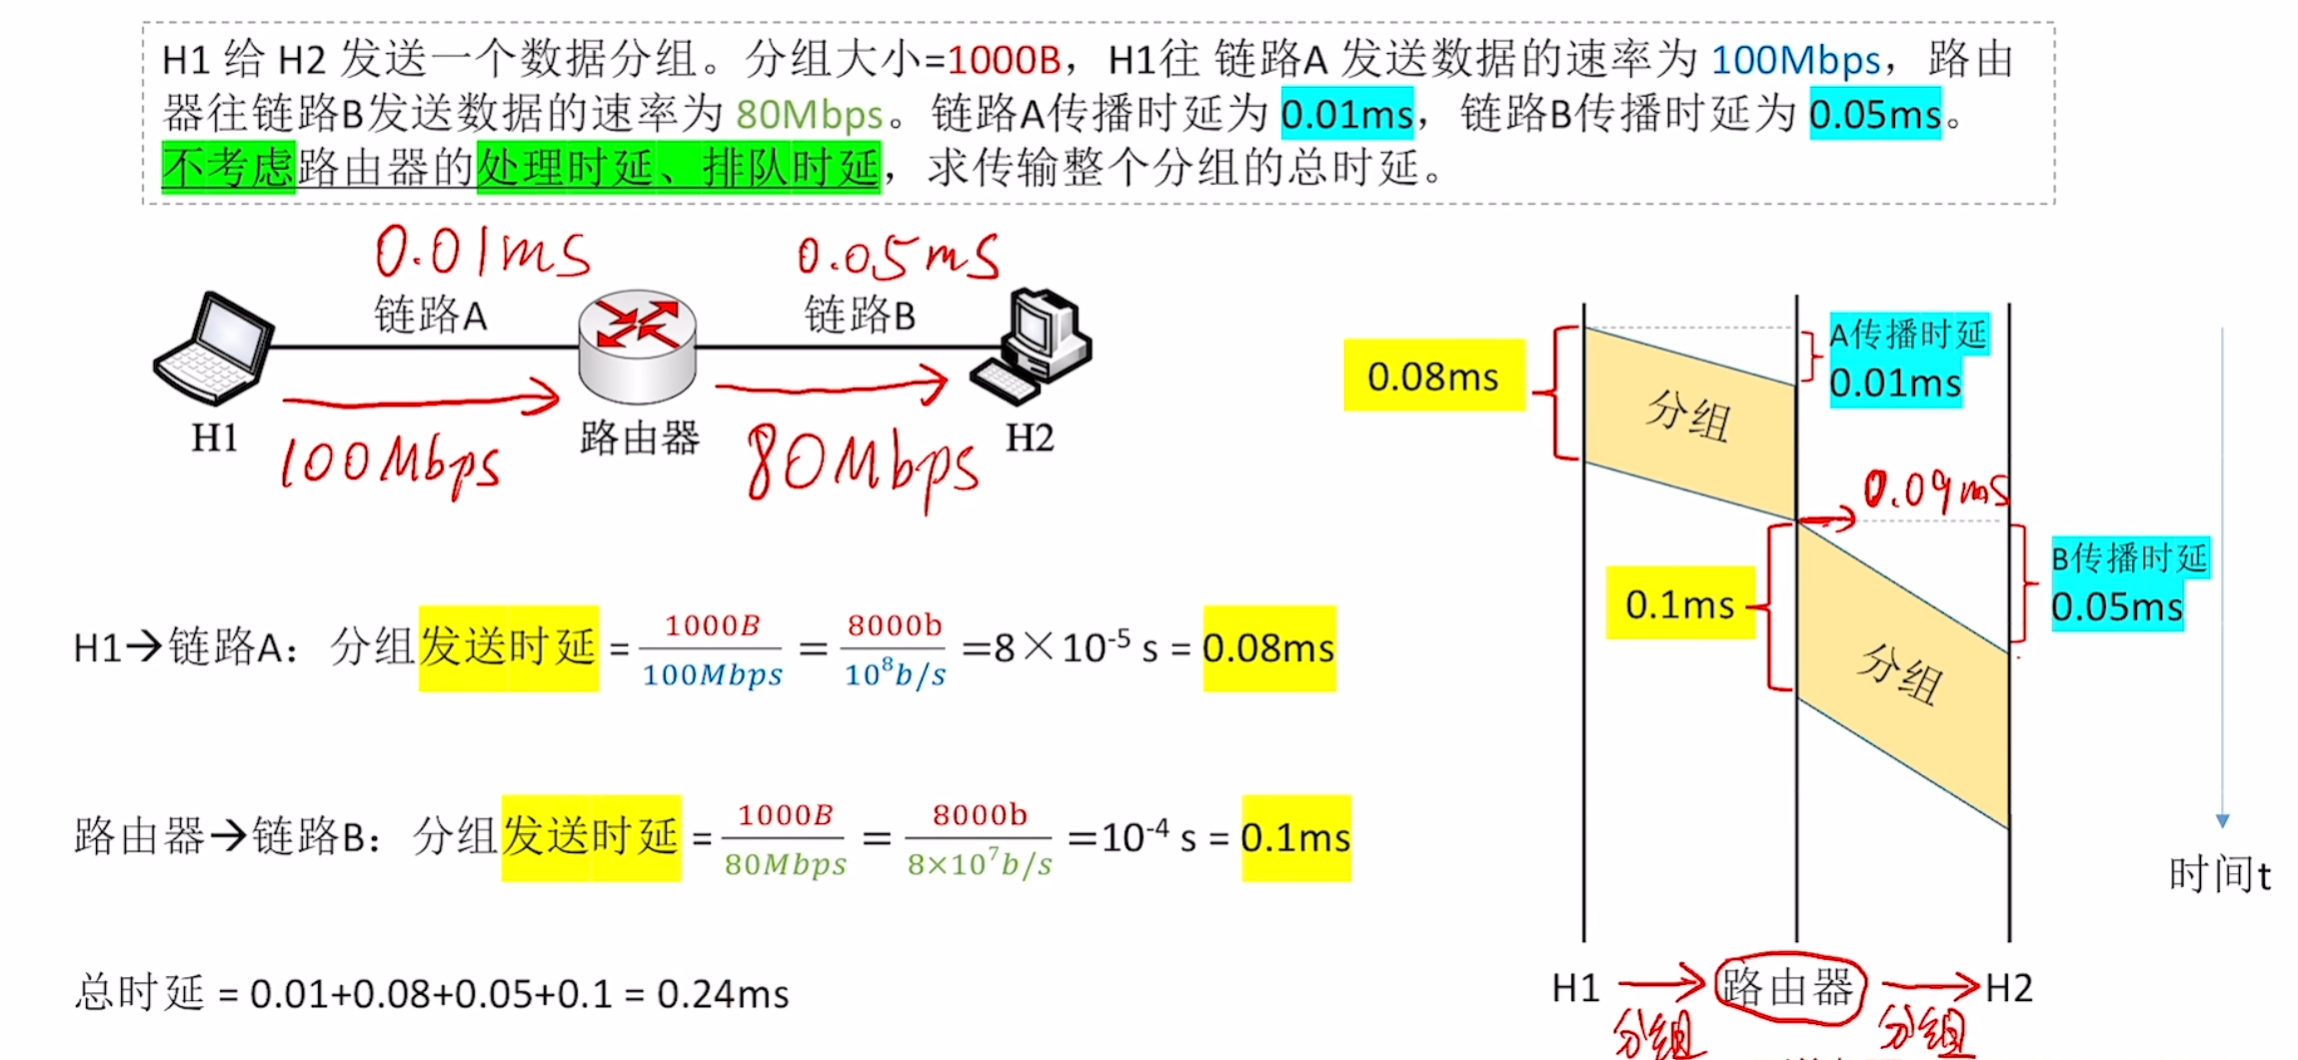 H1 给 H2 发送一个数据分组。分组大小=1000B，H1往 链路A 发送数据的速率为 100Mbps，路由
器往链路B发送数据的速率为 80Mbps。链路A传播时延为 0.01ms，链路B传播时延为 0.05ms。
不考虑路由器的处理时延、排队时延，求传输整个分组的总时延。
0.01ms
0.05ms
链路A
链路B
H1
路由器
H2
100Mbps
80Mbps
0.08ms
分组
A传播时延
0.01ms
0.09ms
0.1ms
B传播时延
0.05ms
分组
时间t
H1→链路A：分组发送时延 = 1000B/100Mbps = 8000b/10⁸b/s =8×10⁻⁵ s = 0.08ms
路由器→链路B：分组发送时延 = 1000B/80Mbps = 8000b/8×10⁷b/s =10⁻⁴ s = 0.1ms
总时延 = 0.01+0.08+0.05+0.1 = 0.24ms
H1 → 路由器 → H2
分组
分组